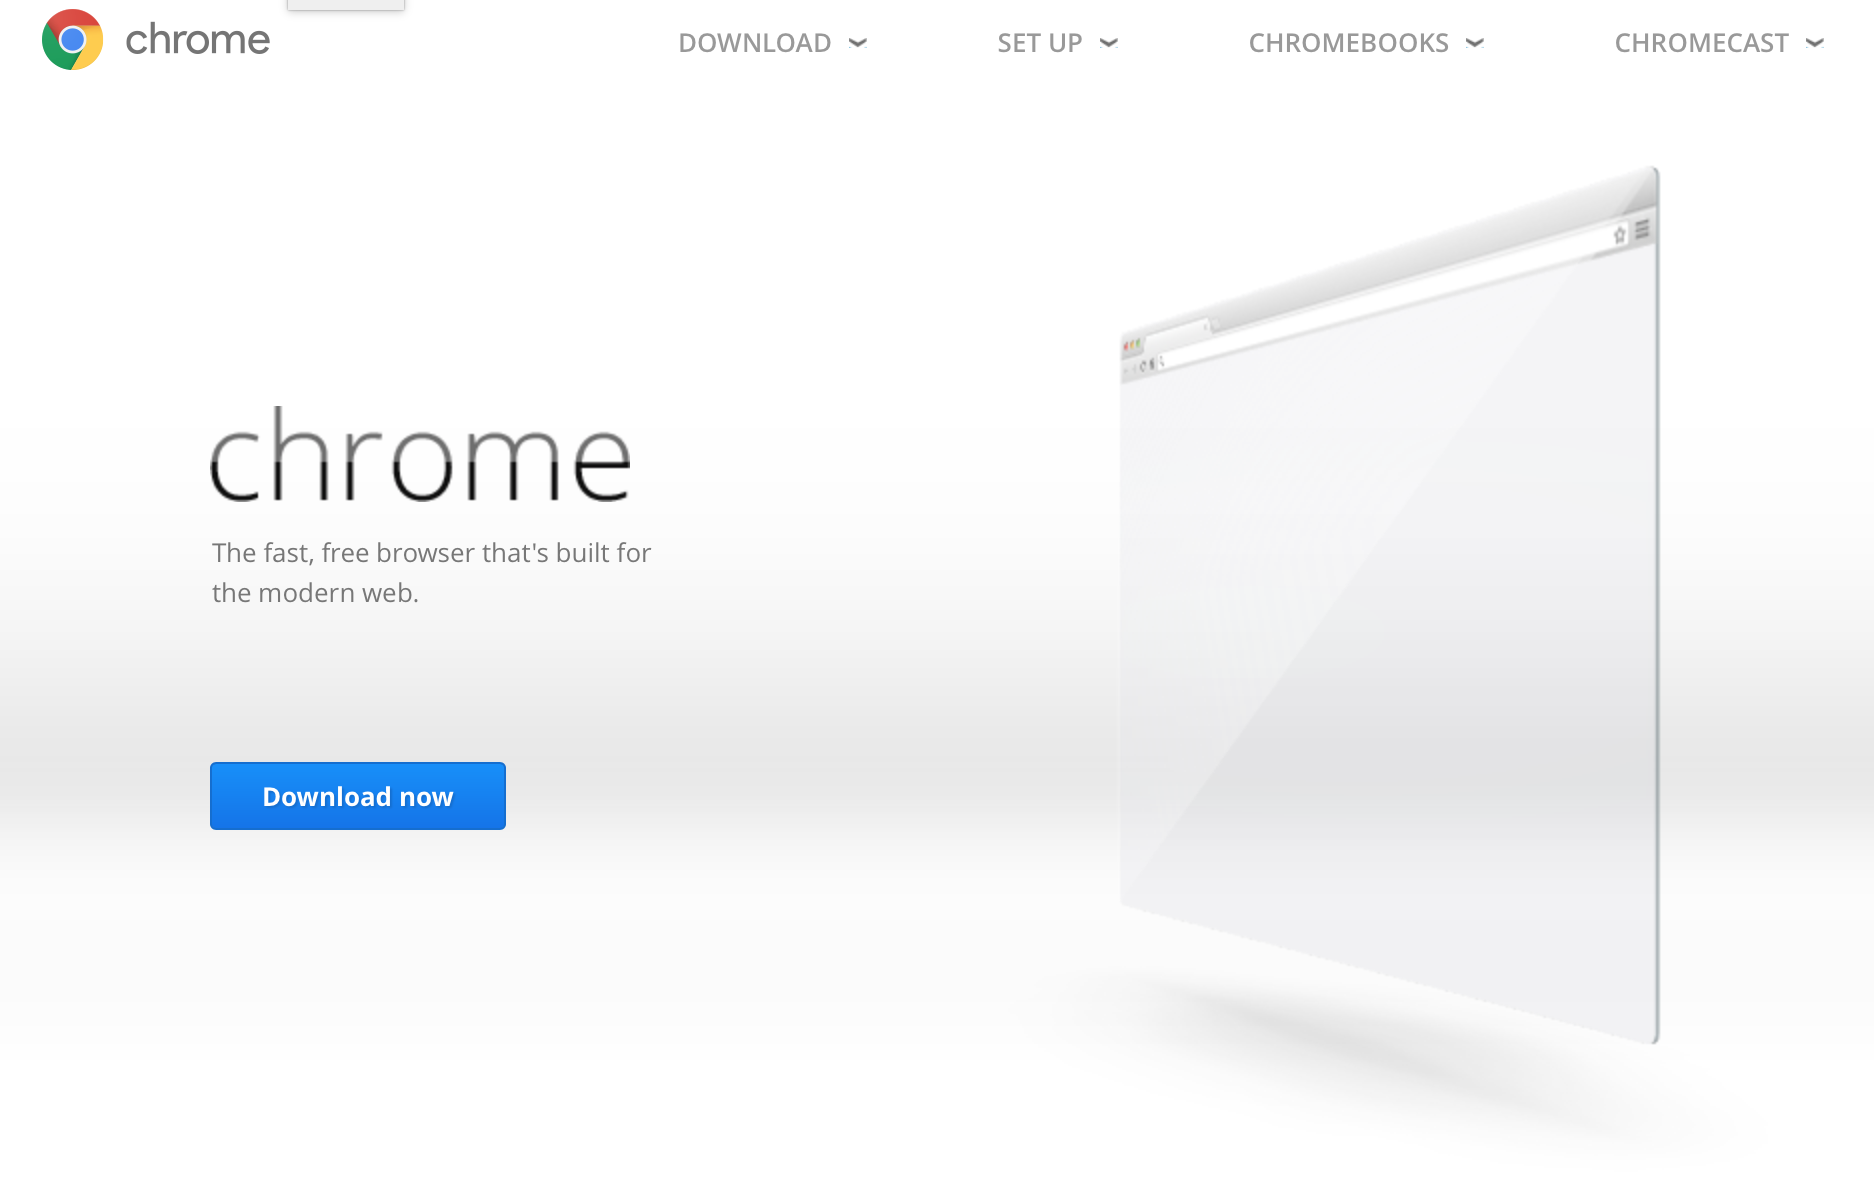 chrome
DOWNLOAD
SET UP
CHROMEBOOKS
CHROMECAST
chrome
The fast, free browser that's built for
the modern web.
Download now